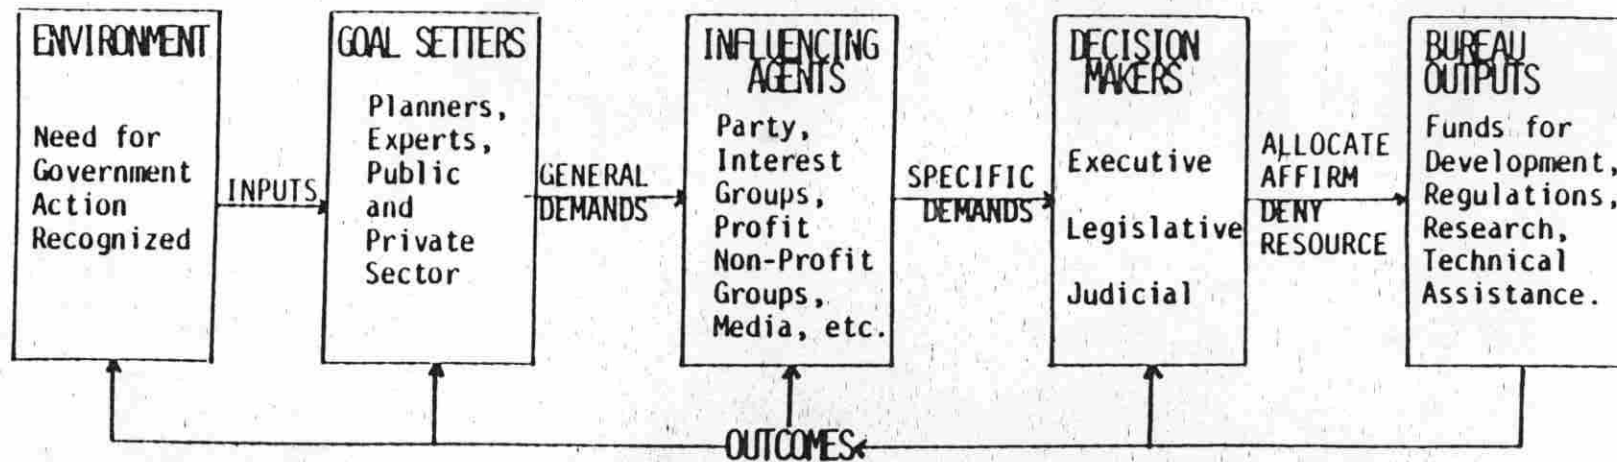 ENVIRONMENT
Need for
Government
Action
Recognized
INPUTS
GOAL SETTERS
Planners,
Experts,
Public
and
Private
Sector
GENERAL
DEMANDS
INFLUENCING
AGENTS
Party,
Interest
Groups,
Profit
Non-Profit
Groups,
Media, etc.
SPECIFIC
DEMANDS
DECISION
MAKERS
Executive
Legislative
Judicial
ALLOCATE
AFFIRM
DENY
RESOURCE
BUREAU
OUTPUTS
Funds for
Development,
Regulations,
Research,
Technical
Assistance.
OUTCOMES